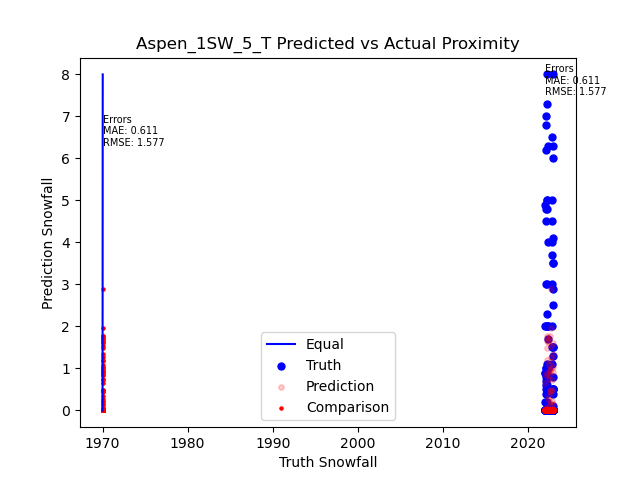 Aspen_1SW_5_T Predicted vs Actual Proximity
Errors
MAE: 0.611
RMSE: 1.577
Errors
MAE: 0.611
RMSE: 1.577
8
7
6
5
4
3
2
1
0
Prediction Snowfall
Equal
Truth
Prediction
Comparison
1970
1980
1990
2000
2010
2020
Truth Snowfall